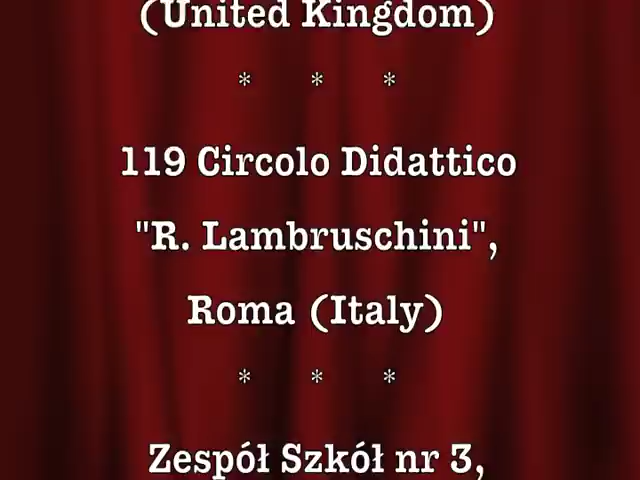 (United Kingdom)
* * *
119 Circolo Didattico
"R. Lambruschini",
Roma (Italy)
* * *
Zespół Szkół nr 3,